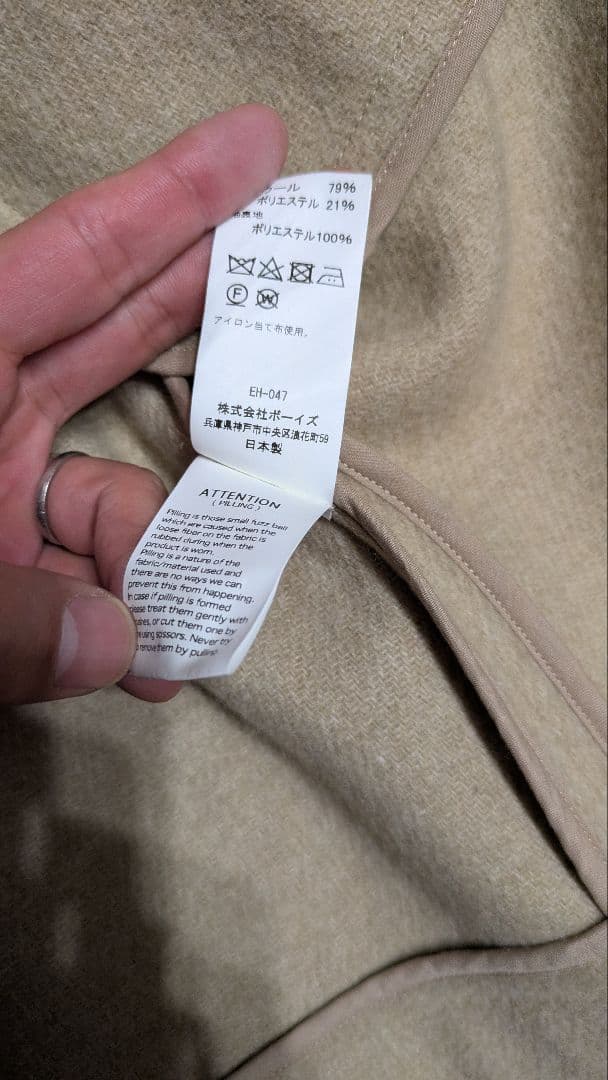 ール 79%
ポリエステル 21%
裏地
ポリエステル100%
F
W
アイロン当て布使用。
EH-047
株式会社ボーイズ
兵庫県神戸市中央区浪花町59
日本製
ATTENTION
( PILLING )
Pilling is those small fuzz ball
which are caused when the
loose fiber on the fabric is
rubbed during when the
product is worn.
Pilling is a nature of the
fabric/material used and
there are no ways we can
prevent this from happening.
In case if pilling is formed
please treat them gently with
or cut them one by
using scissors. Never try
remove them by pulling